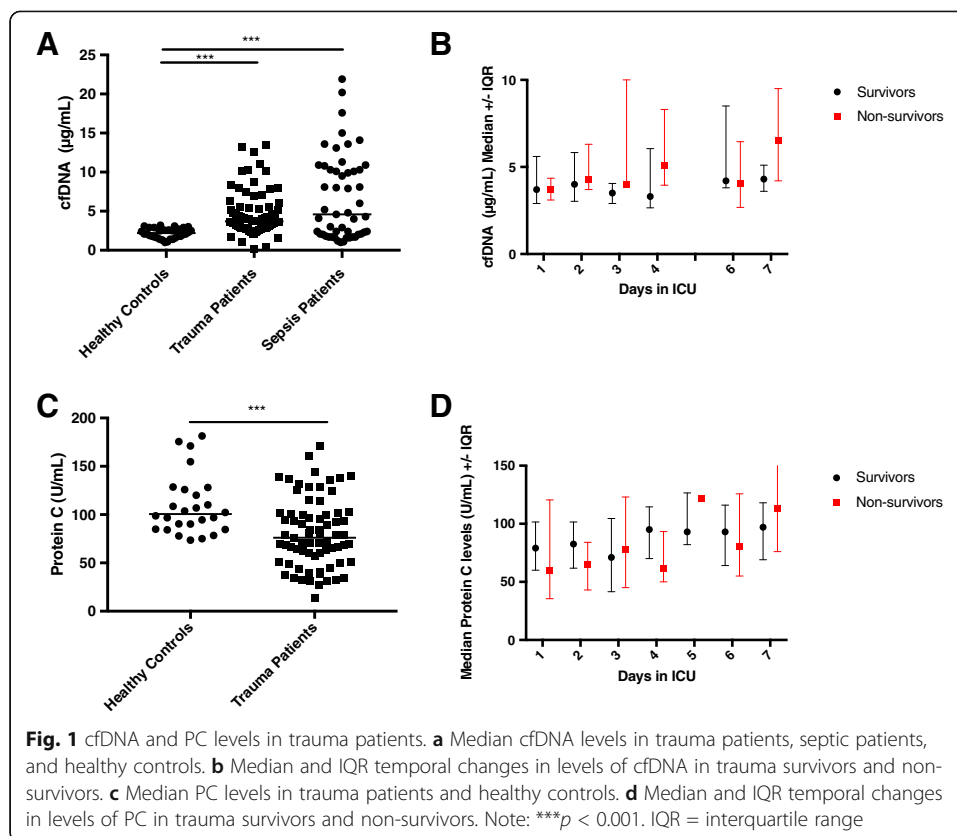 A
***
***
cfDNA (µg/mL)
25
20
15
10
5
0
Healthy Controls
Trauma Patients
Sepsis Patients
B
cfDNA (µg/mL) Median +/- IQR
10
5
0
1 2 3 4 6 7
Days in ICU
Survivors
Non-survivors
C
***
Protein C (U/mL)
200
150
100
50
0
Healthy Controls
Trauma Patients
D
Median Protein C levels (U/mL) +/- IQR
150
100
50
0
1 2 3 4 5 6 7
Days in ICU
Survivors
Non-survivors
Fig. 1 cfDNA and PC levels in trauma patients. a Median cfDNA levels in trauma patients, septic patients,
and healthy controls. b Median and IQR temporal changes in levels of cfDNA in trauma survivors and non-
survivors. c Median PC levels in trauma patients and healthy controls. d Median and IQR temporal changes
in levels of PC in trauma survivors and non-survivors. Note: ***p < 0.001. IQR = interquartile range